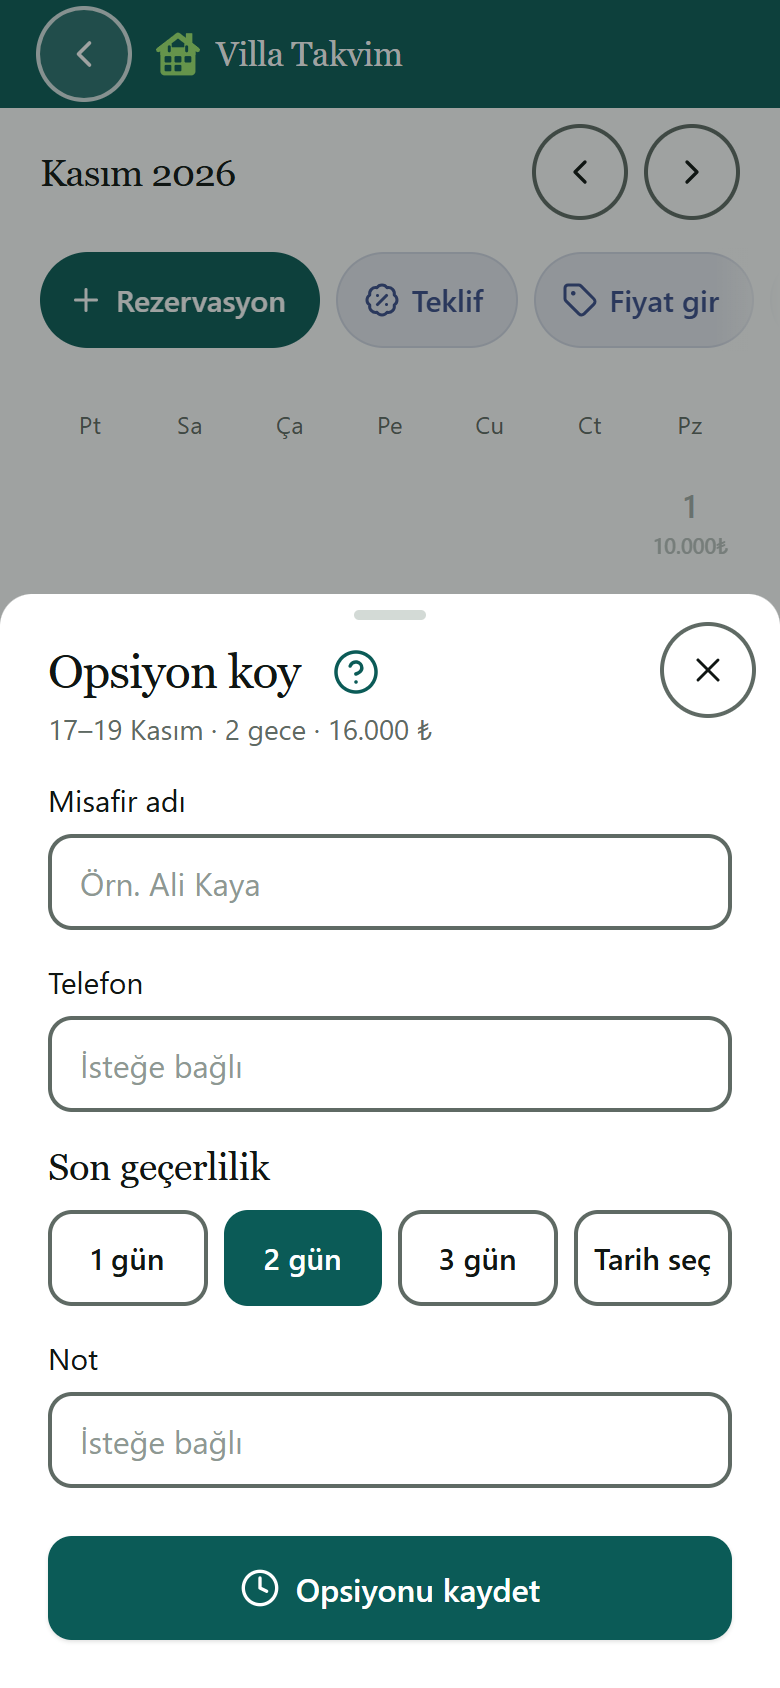 Villa Takvim
Kasım 2026
Rezervasyon
Teklif
Fiyat gir
Pt Sa Ça Pe Cu Ct Pz
1
10.000₺
Opsiyon koy
17–19 Kasım · 2 gece · 16.000 ₺
Misafir adı
Örn. Ali Kaya
Telefon
İsteğe bağlı
Son geçerlilik
1 gün
2 gün
3 gün
Tarih seç
Not
İsteğe bağlı
Opsiyonu kaydet